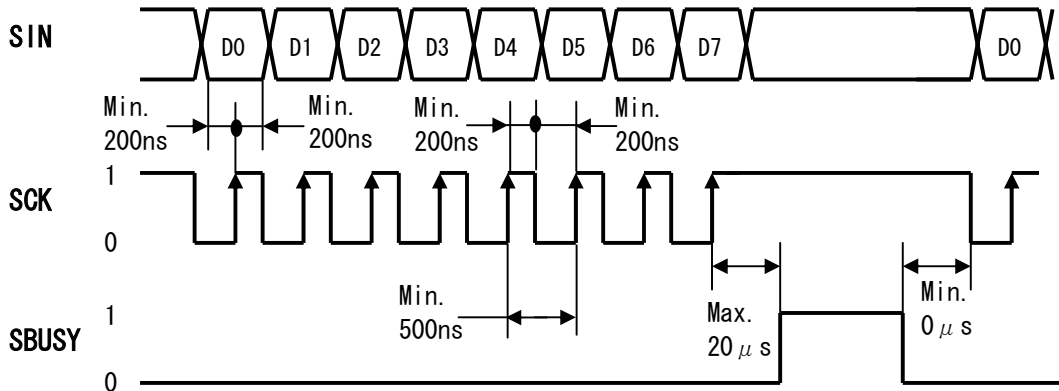 SIN D0 D1 D2 D3 D4 D5 D6 D7 D0
Min. 200ns Min. 200ns Min. 200ns Min. 200ns
1
SCK
0
Min. 500ns
Max. 20μs
Min. 0μs
1
SBUSY
0